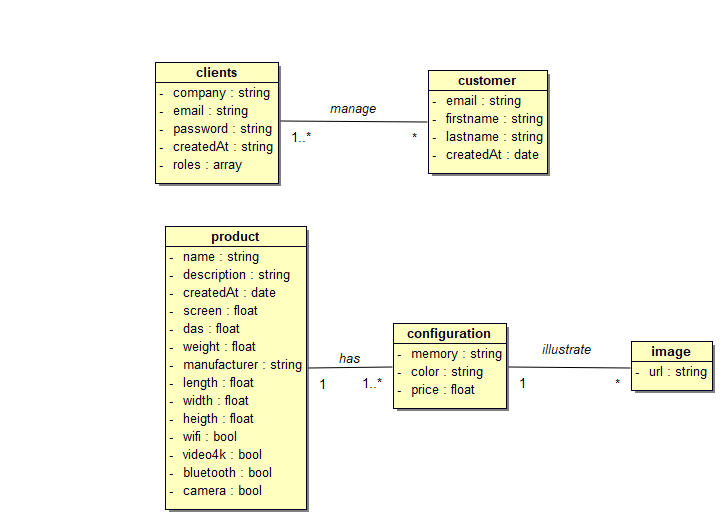 clients
- company : string
- email : string
- password : string
- createdAt : string
- roles : array
manage
1..*
*
customer
- email : string
- firstname : string
- lastname : string
- createdAt : date
product
- name : string
- description : string
- createdAt : date
- screen : float
- das : float
- weight : float
- manufacturer : string
- length : float
- width : float
- heigth : float
- wifi : bool
- video4k : bool
- bluetooth : bool
- camera : bool
has
1
1..*
configuration
- memory : string
- color : string
- price : float
illustrate
1
*
image
- url : string